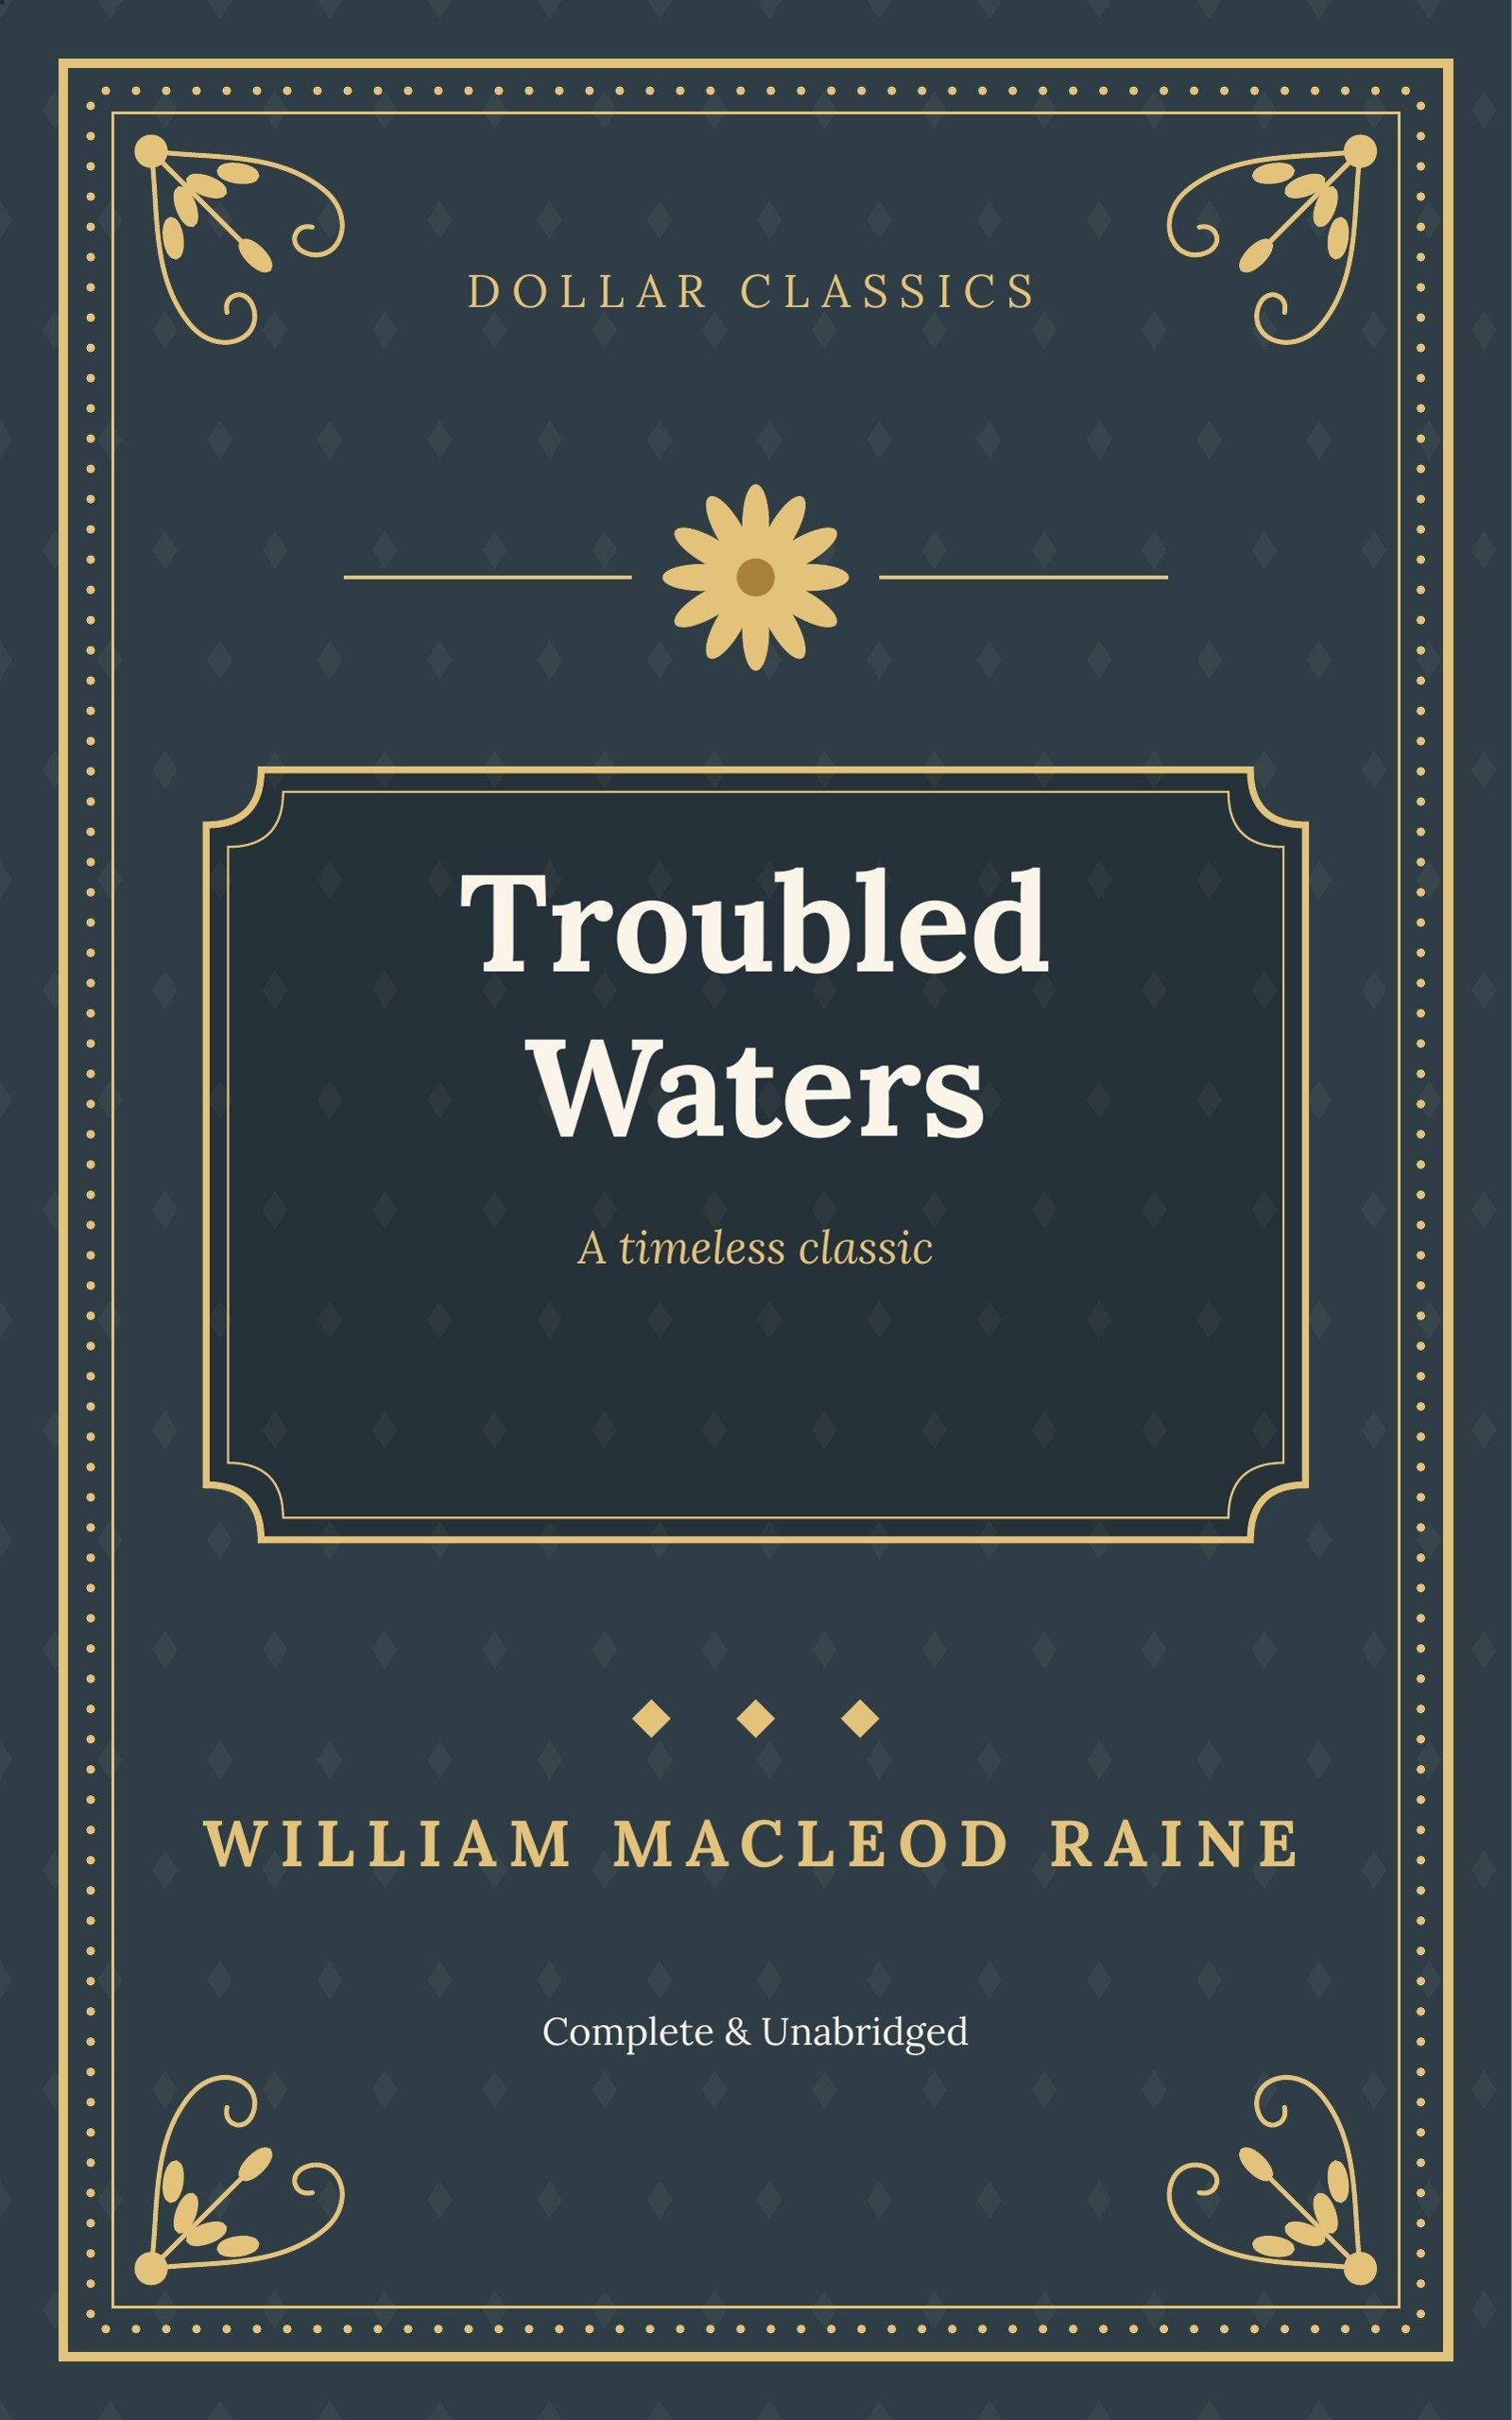 DOLLAR CLASSICS
Troubled
Waters
A timeless classic
WILLIAM MACLEOD RAINE
Complete & Unabridged